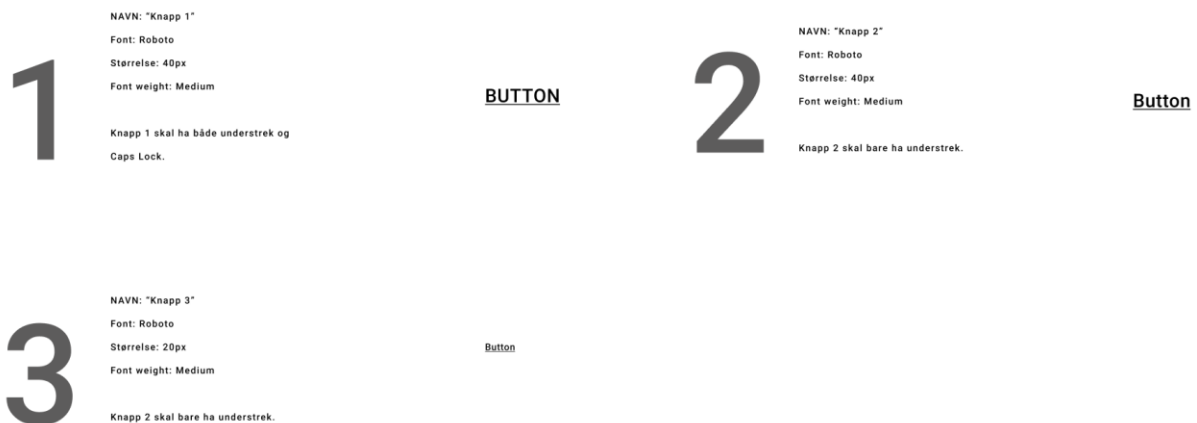 1
NAVN: “Knapp 1”
Font: Roboto
Størrelse: 40px
Font weight: Medium
Knapp 1 skal ha både understrek og
Caps Lock.
BUTTON
2
NAVN: “Knapp 2”
Font: Roboto
Størrelse: 40px
Font weight: Medium
Knapp 2 skal bare ha understrek.
Button
3
NAVN: “Knapp 3”
Font: Roboto
Størrelse: 20px
Font weight: Medium
Knapp 2 skal bare ha understrek.
Button